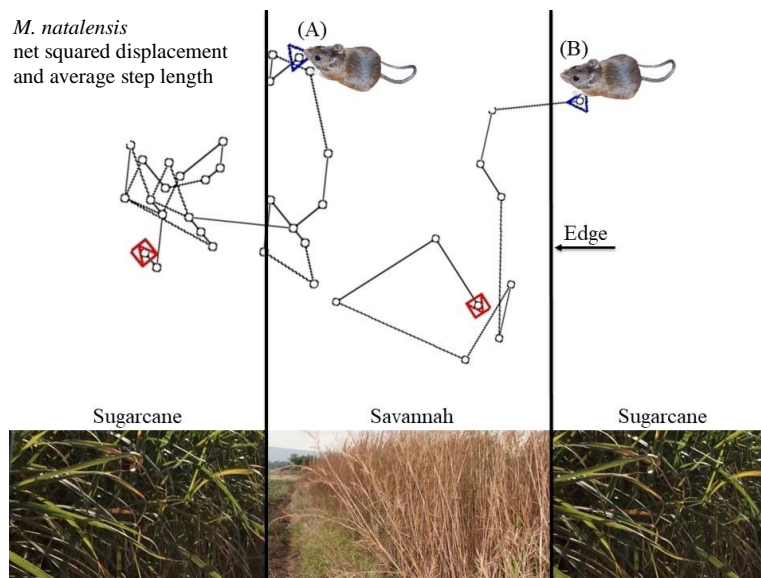 M. natalensis
net squared displacement
and average step length
(A)
(B)
Edge
Sugarcane
Savannah
Sugarcane